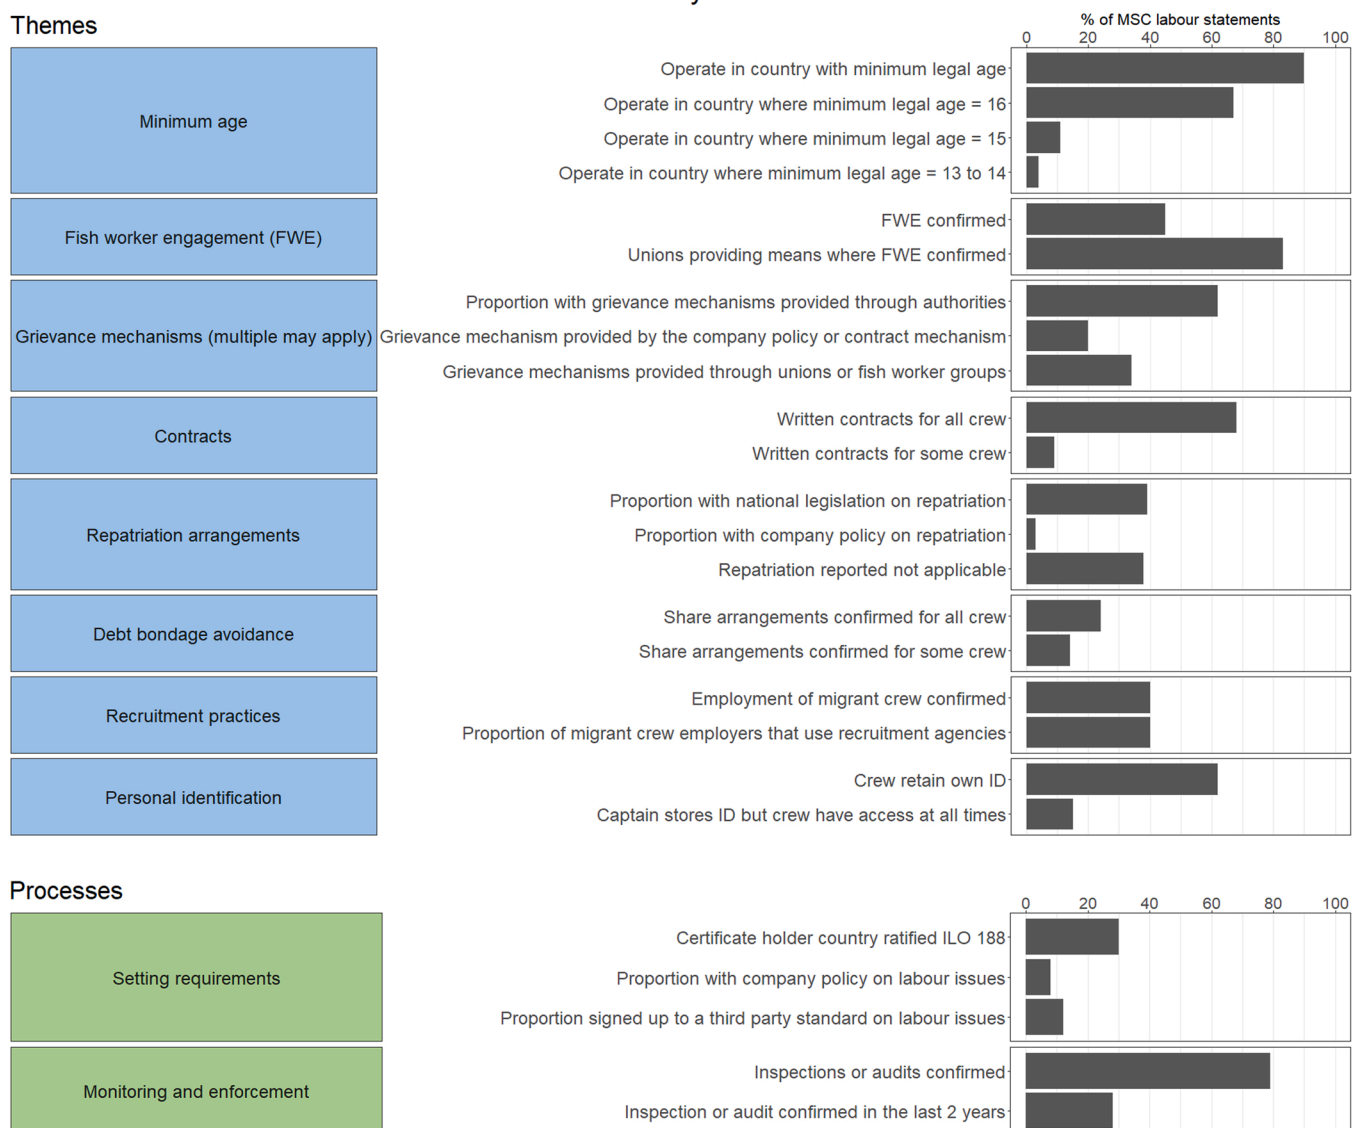 Themes
% of MSC labour statements
0 20 40 60 80 100
Minimum age
Operate in country with minimum legal age
Operate in country where minimum legal age = 16
Operate in country where minimum legal age = 15
Operate in country where minimum legal age = 13 to 14
Fish worker engagement (FWE)
FWE confirmed
Unions providing means where FWE confirmed
Grievance mechanisms (multiple may apply)
Proportion with grievance mechanisms provided through authorities
Grievance mechanism provided by the company policy or contract mechanism
Grievance mechanisms provided through unions or fish worker groups
Contracts
Written contracts for all crew
Written contracts for some crew
Repatriation arrangements
Proportion with national legislation on repatriation
Proportion with company policy on repatriation
Repatriation reported not applicable
Debt bondage avoidance
Share arrangements confirmed for all crew
Share arrangements confirmed for some crew
Recruitment practices
Employment of migrant crew confirmed
Proportion of migrant crew employers that use recruitment agencies
Personal identification
Crew retain own ID
Captain stores ID but crew have access at all times
Processes
0 20 40 60 80 100
Setting requirements
Certificate holder country ratified ILO 188
Proportion with company policy on labour issues
Proportion signed up to a third party standard on labour issues
Monitoring and enforcement
Inspections or audits confirmed
Inspection or audit confirmed in the last 2 years